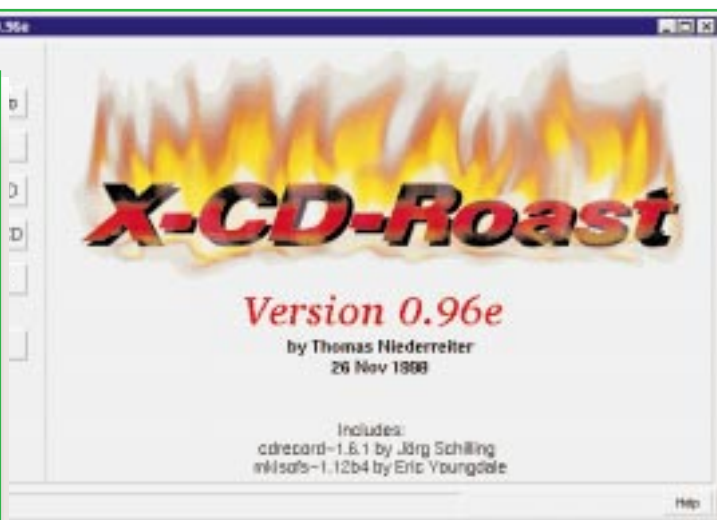 0.96e
X-CD-Roast
Version 0.96e
by Thomas Niederreiter
26 Nov 1998
Includes:
cdrecord-1.6.1 by Jörg Schilling
mkisofs-1.12b4 by Eric Youngdale
Help